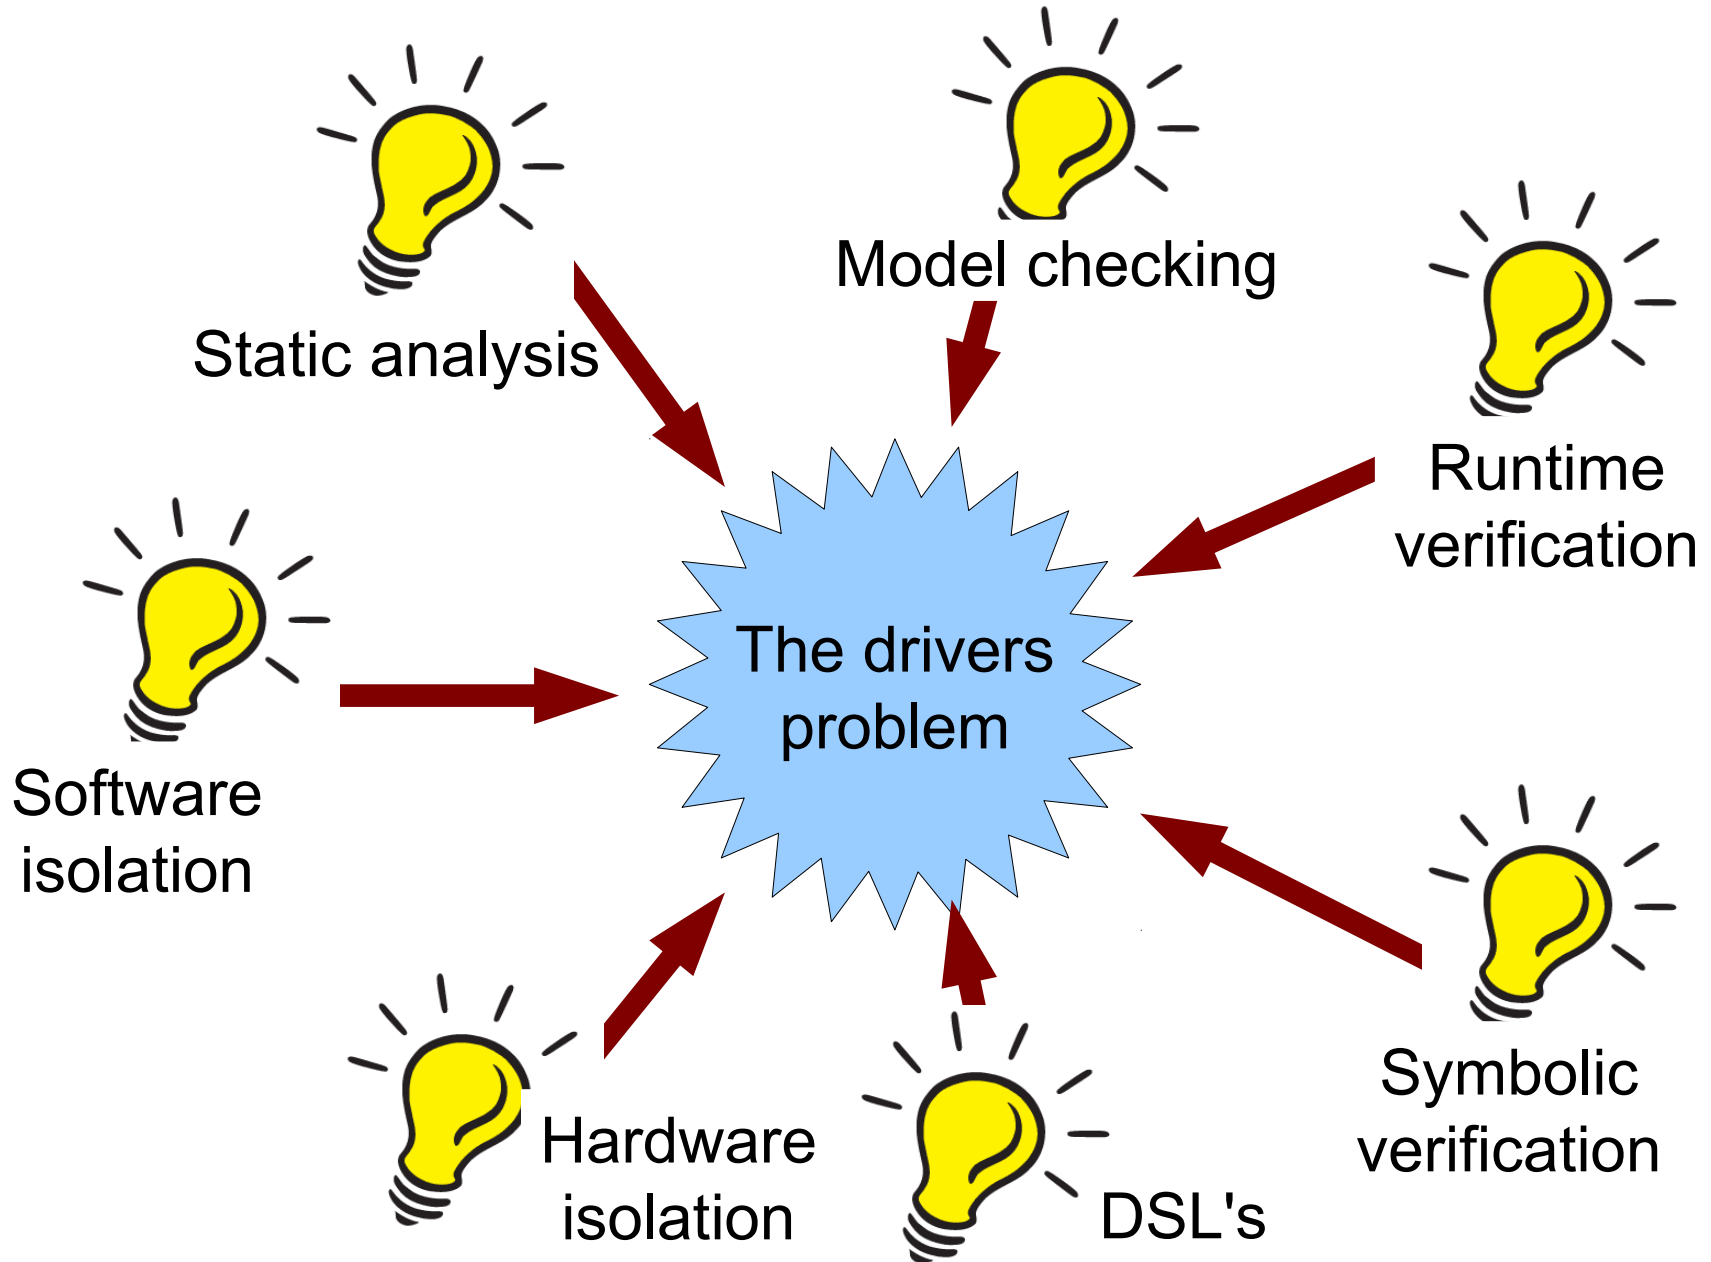 Model checking
Static analysis
Runtime
verification
The drivers
problem
Software
isolation
Symbolic
verification
Hardware
isolation
DSL's